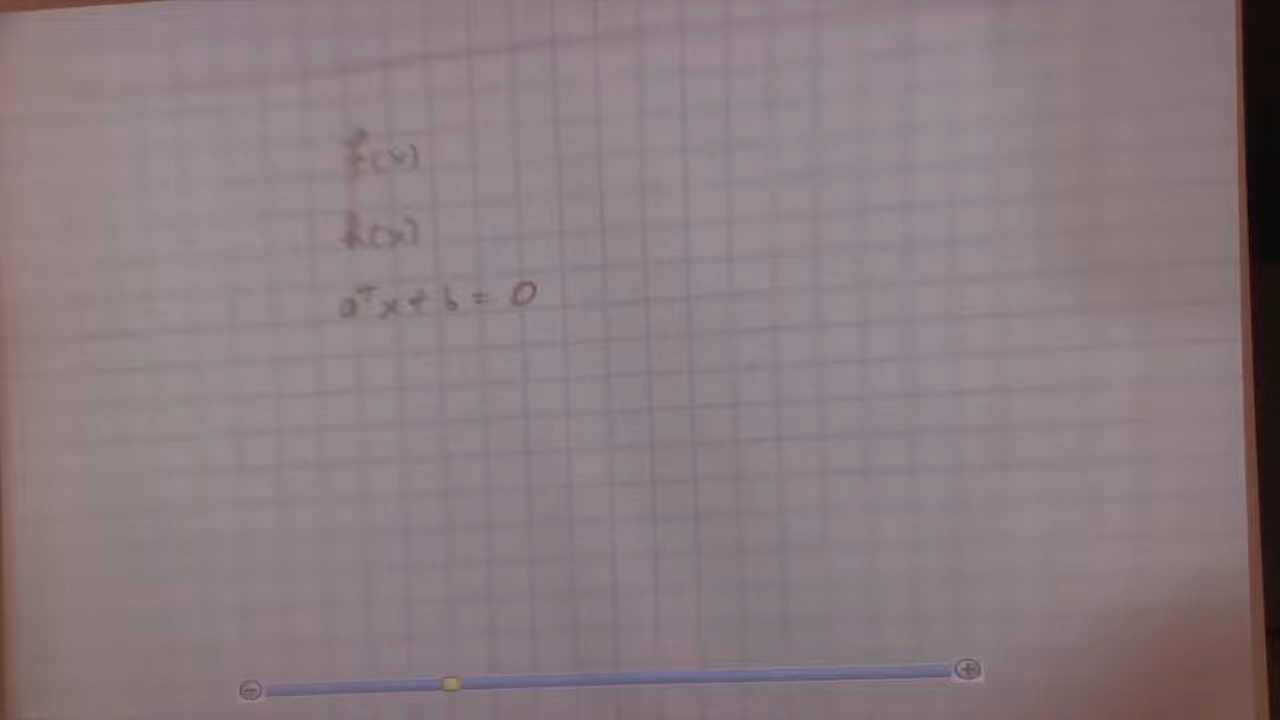 f(x)
h(x)
aᵀx + b = 0